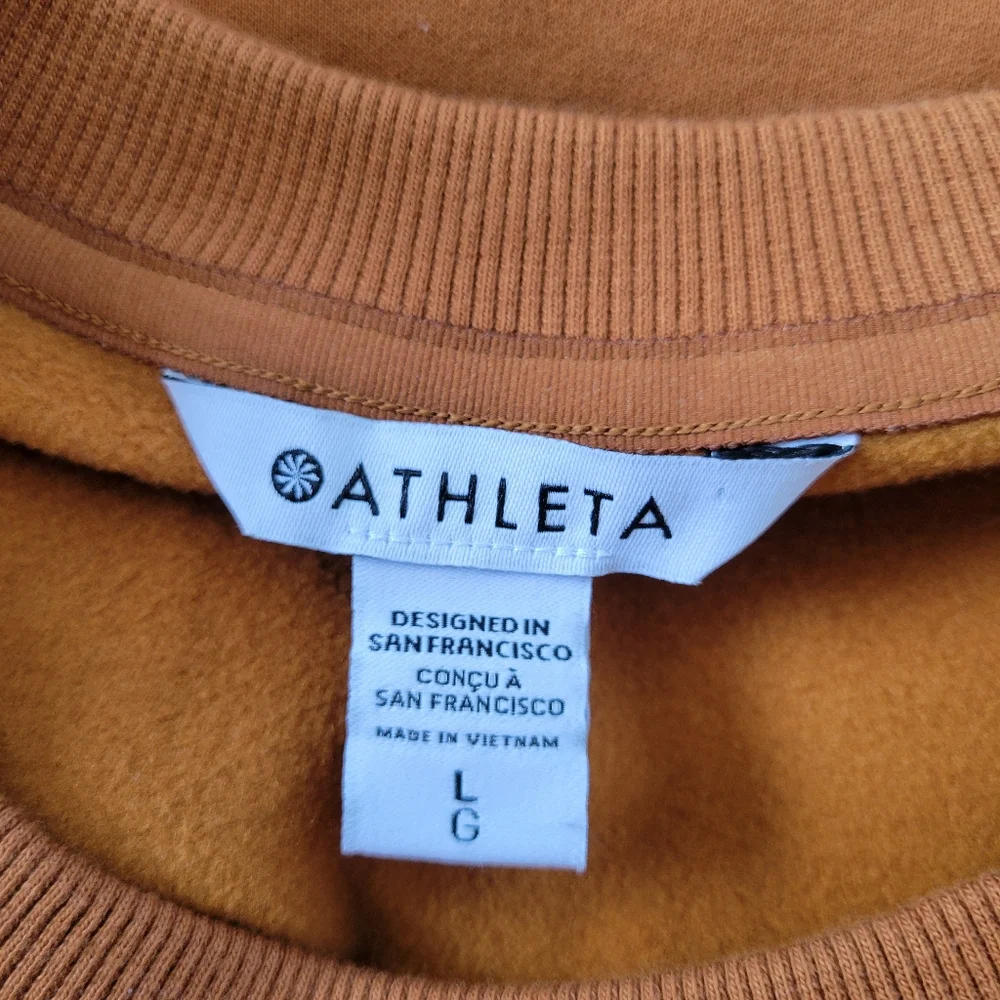 ATHLETA
DESIGNED IN
SAN FRANCISCO
CONÇU À
SAN FRANCISCO
MADE IN VIETNAM
L
G